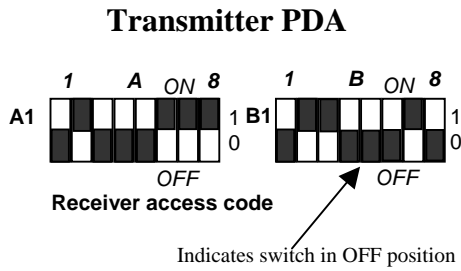 Transmitter PDA
1 A ON 8 1 B ON 8
A1 1 B1 1
0 0
OFF OFF
Receiver access code
Indicates switch in OFF position